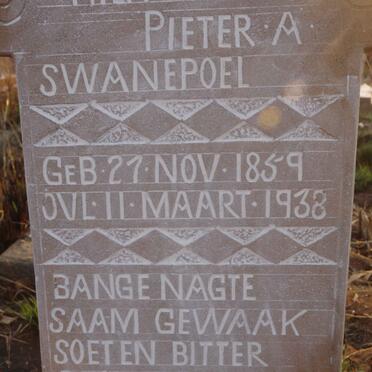 PIETER·A
SWANEPOEL
GEB·27·NOV·1859
OVL·11·MAART·1938
BANGE NAGTE
SAAM GEWAAK
SOET EN BITTER